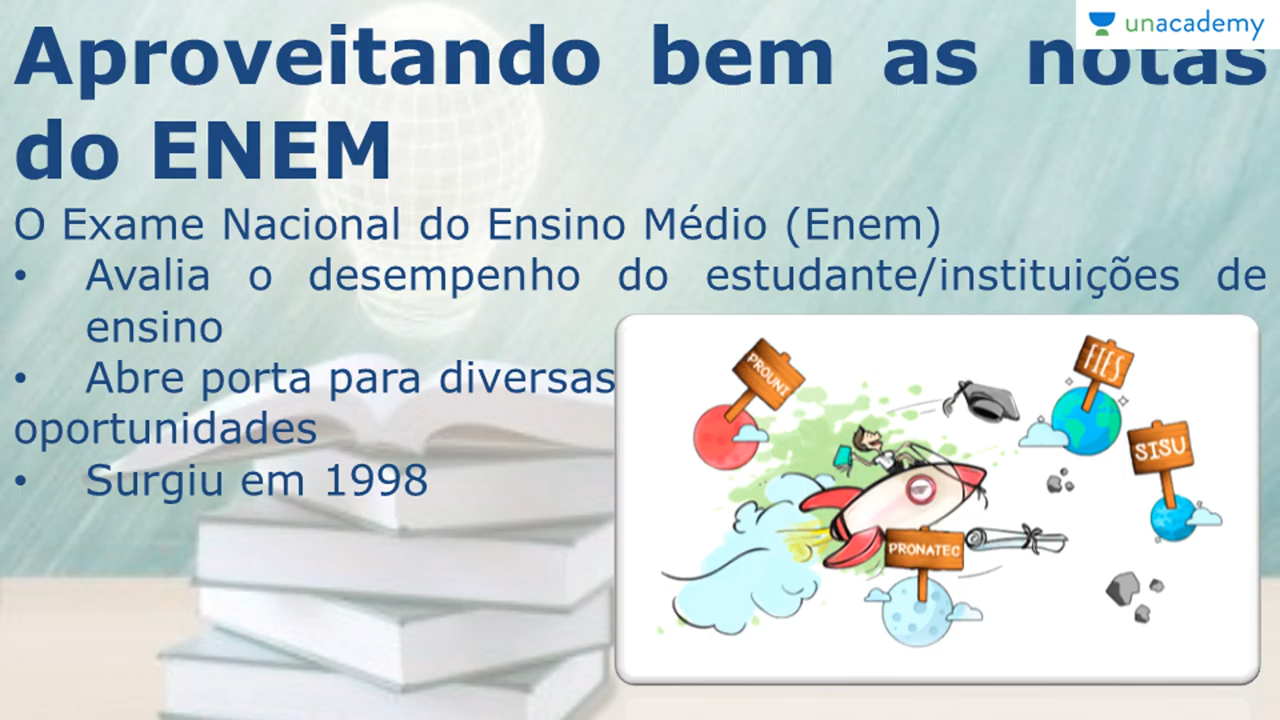 unacademy
Aproveitando bem as notas
do ENEM
O Exame Nacional do Ensino Médio (Enem)
• Avalia o desempenho do estudante/instituições de
ensino
• Abre porta para diversas
oportunidades
• Surgiu em 1998
PROUNI
FIES
SISU
PRONATEC